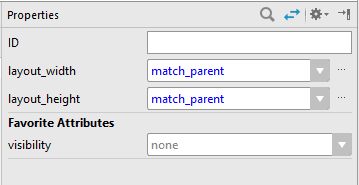 Properties
ID
layout_width match_parent ...
layout_height match_parent ...
Favorite Attributes
visibility none